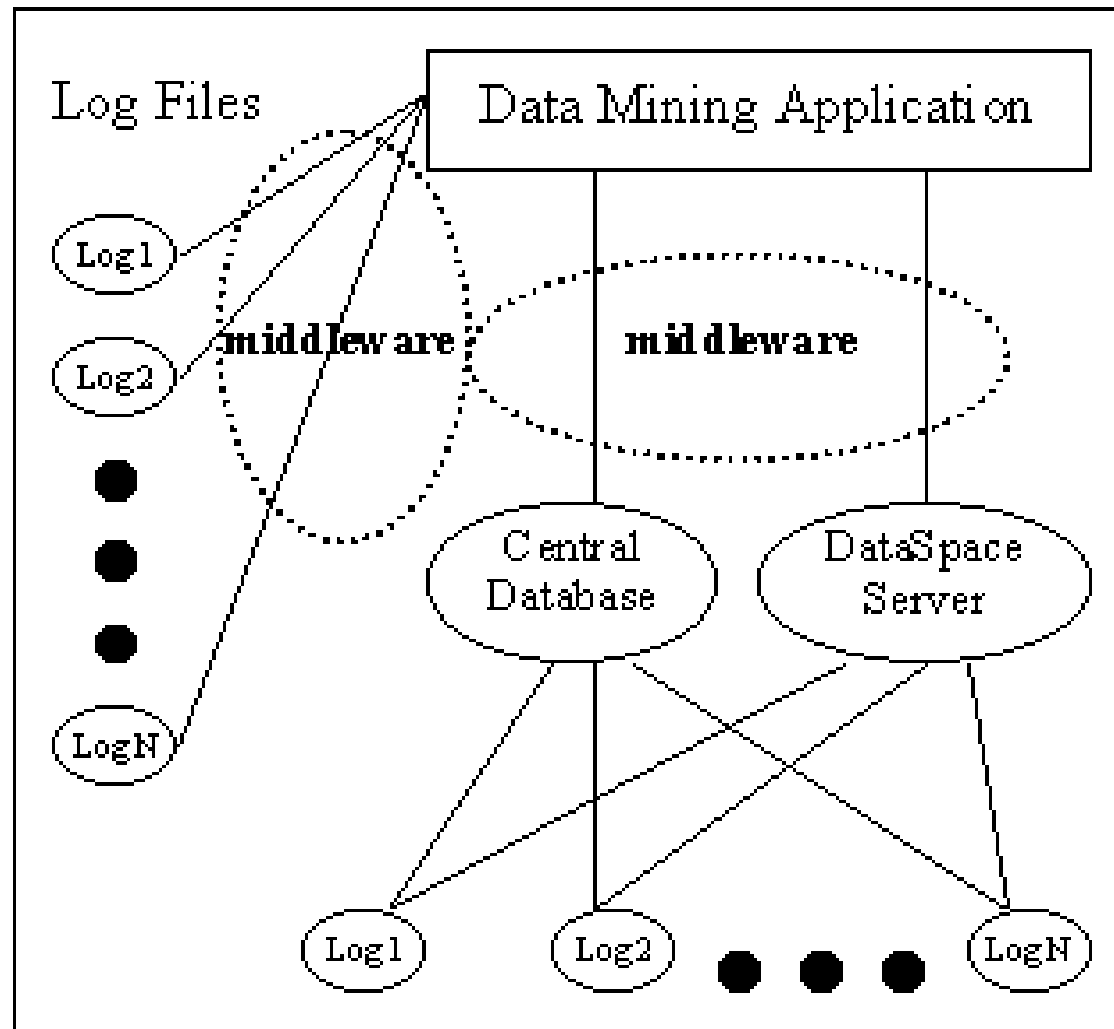 Log Files
Data Mining Application
Log1
Log2
middleware
middleware
Central
Database
DataSpace
Server
LogN
Log1
Log2
LogN